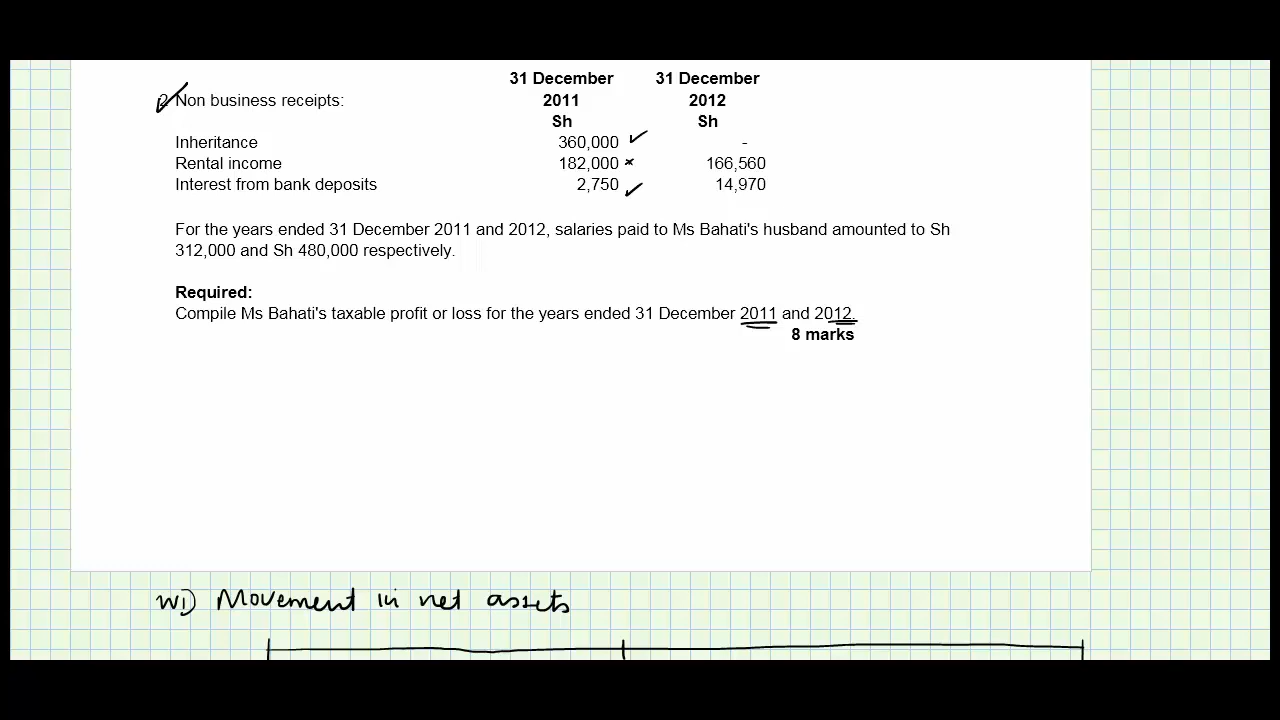 31 December 31 December
2 Non business receipts: 2011 2012
Sh Sh
Inheritance 360,000 -
Rental income 182,000 166,560
Interest from bank deposits 2,750 14,970
For the years ended 31 December 2011 and 2012, salaries paid to Ms Bahati's husband amounted to Sh
312,000 and Sh 480,000 respectively.
Required:
Compile Ms Bahati's taxable profit or loss for the years ended 31 December 2011 and 2012.
8 marks
W1) Movement in net assets